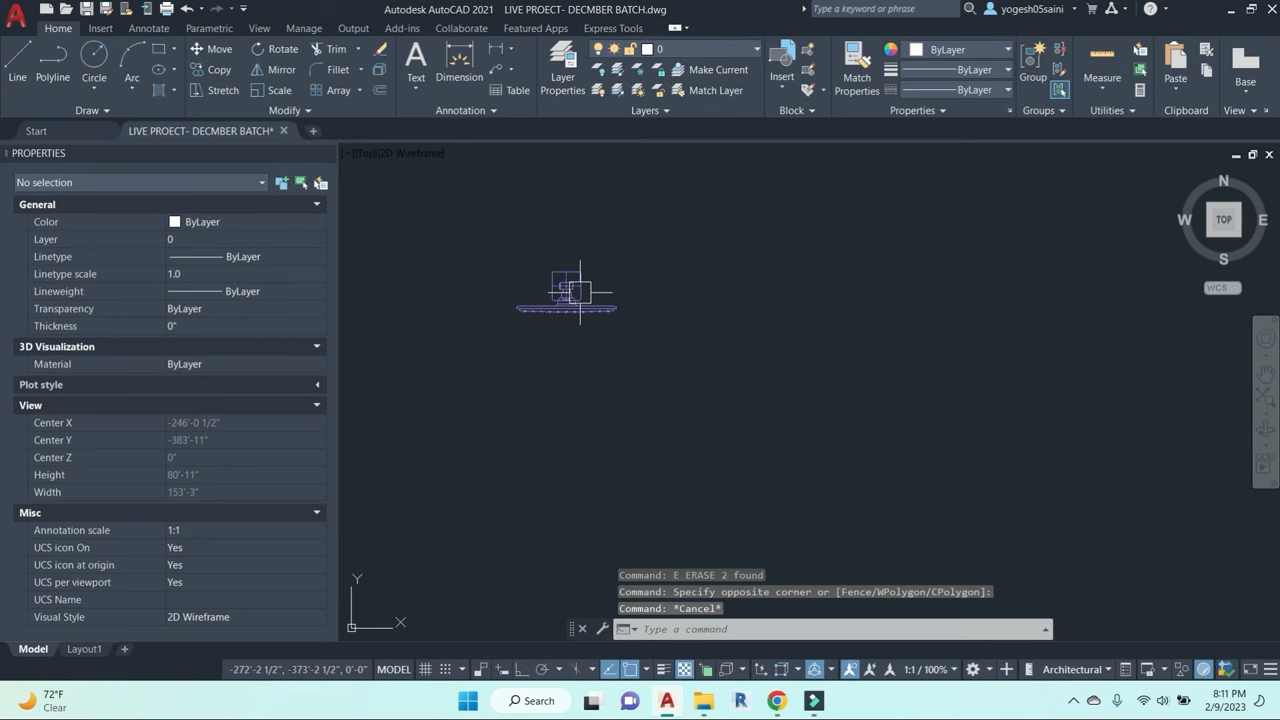 Autodesk AutoCAD 2021 LIVE PROECT- DECMBER BATCH.dwg
Type a keyword or phrase
yogesh05saini
Home Insert Annotate Parametric View Manage Output Add-ins Collaborate Featured Apps Express Tools
Move Rotate Trim
0
ByLayer
Line Polyline Circle Arc
Copy Mirror Fillet
Text Dimension
Layer Properties
Make Current
Insert
Match Properties
ByLayer
Group
Measure
Paste
Base
Stretch Scale Array
Table
Match Layer
ByLayer
Draw Modify Annotation Layers Block Properties Groups Utilities Clipboard View
Start LIVE PROECT- DECMBER BATCH*
PROPERTIES
[−][Top][2D Wireframe]
No selection
General
Color ByLayer
Layer 0
Linetype ByLayer
Linetype scale 1.0
Lineweight ByLayer
Transparency ByLayer
Thickness 0"
3D Visualization
Material ByLayer
Plot style
View
Center X -246'-0 1/2"
Center Y -383'-11"
Center Z 0"
Height 80'-11"
Width 153'-3"
Misc
Annotation scale 1:1
UCS icon On Yes
UCS icon at origin Yes
UCS per viewport Yes
UCS Name
Visual Style 2D Wireframe
N
W TOP E
S
WCS
Y
X
Command: E ERASE 2 found
Command: Specify opposite corner or [Fence/WPolygon/CPolygon]:
Command: *Cancel*
Type a command
Model Layout1
-272'-2 1/2", -373'-2 1/2", 0'-0" MODEL 1:1 / 100% Architectural
72°F
Clear
Search
8:11 PM
2/9/2023